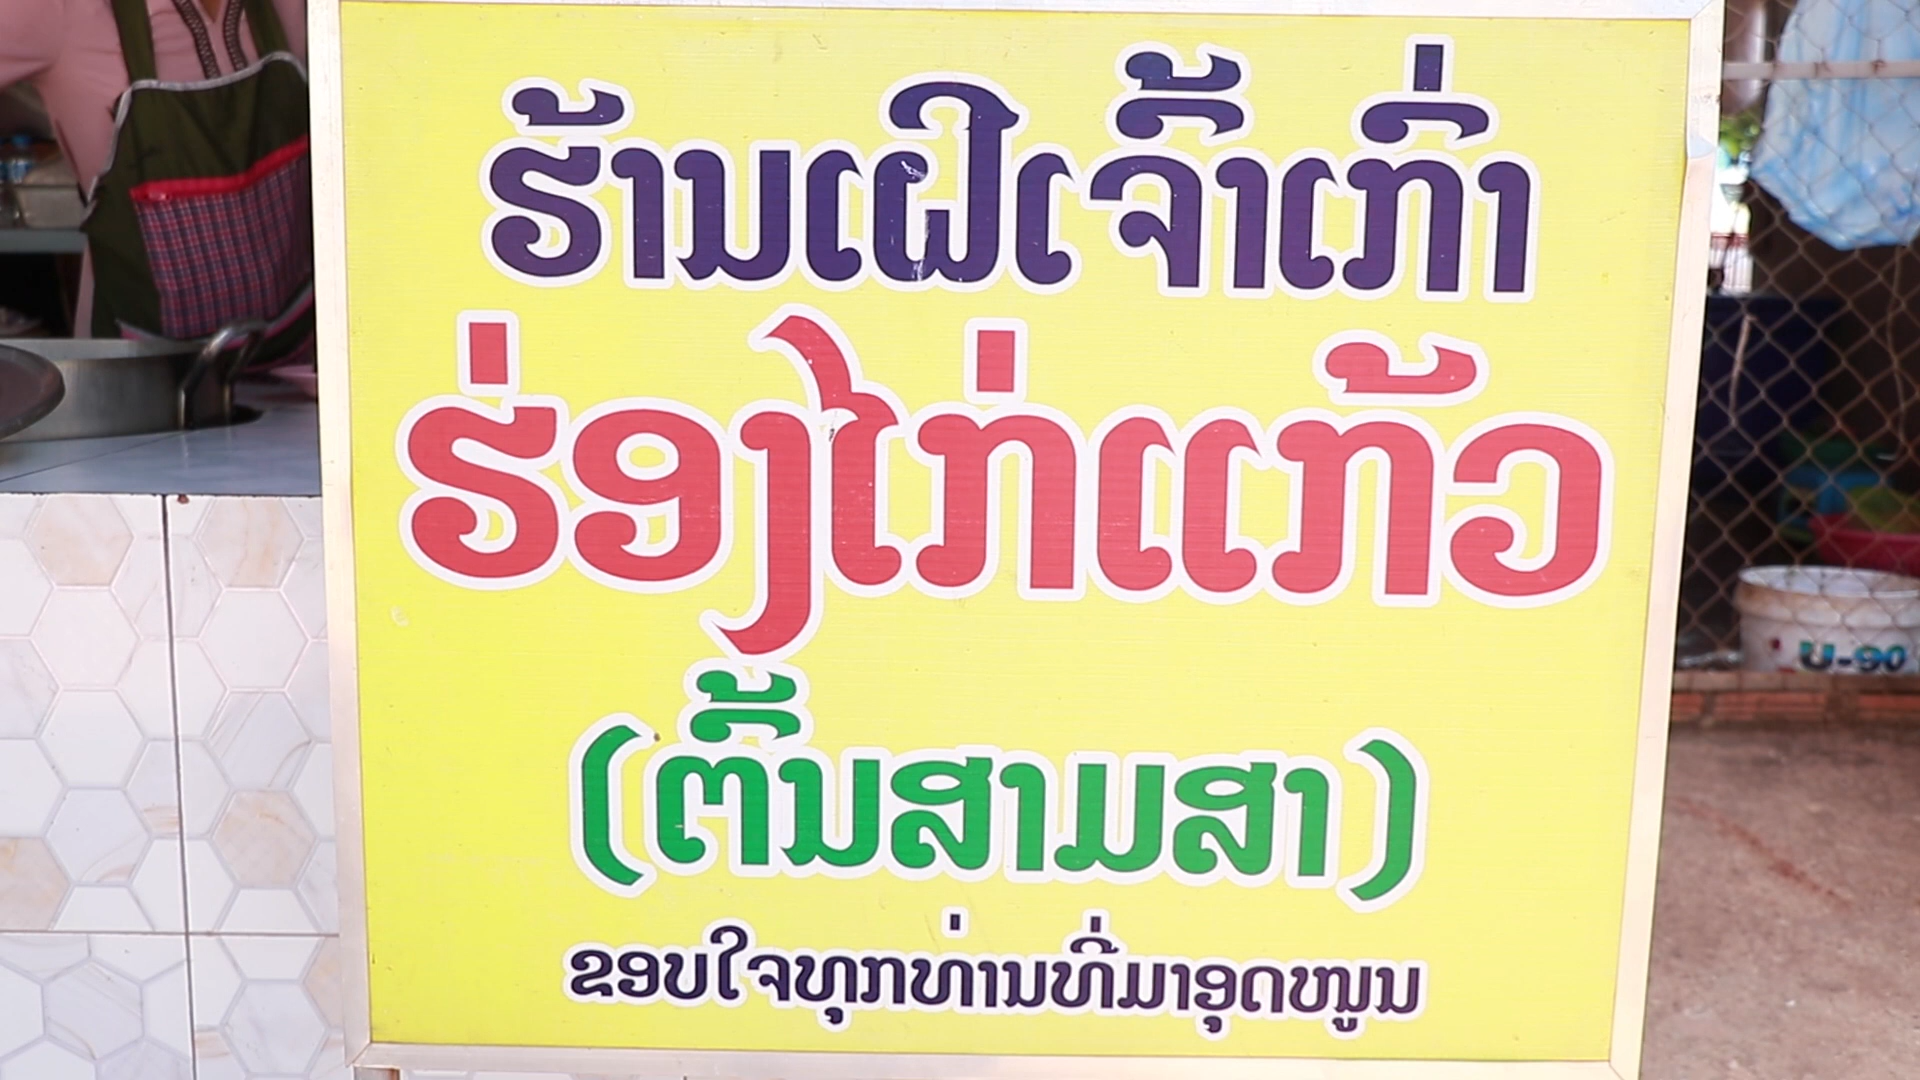 ຮ້ານເຝີເຈົ້າເກົ່າ
ຮ່ອງໄກ່ແກ້ວ
(ຕົ້ນສາມສາ)
ຂອບໃຈທຸກທ່ານທີ່ມາອຸດໜູນ
U-90